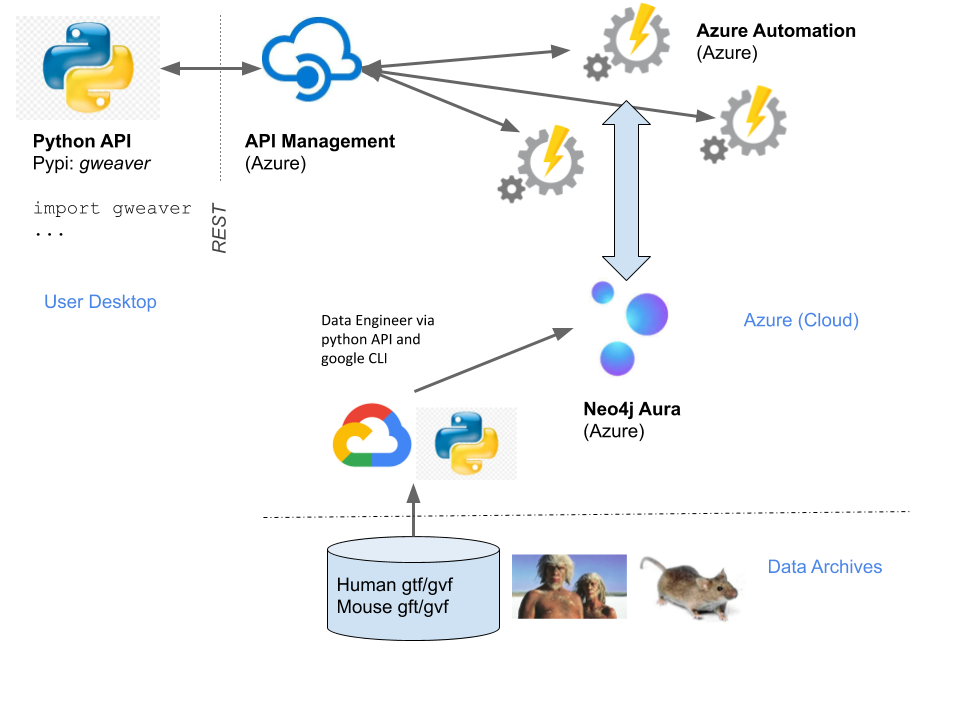 Azure Automation
(Azure)
Python API
Pypi: gweaver
API Management
(Azure)
import gweaver
...
REST
User Desktop
Data Engineer via
python API and
google CLI
Azure (Cloud)
Neo4j Aura
(Azure)
Human gtf/gvf
Mouse gft/gvf
Data Archives